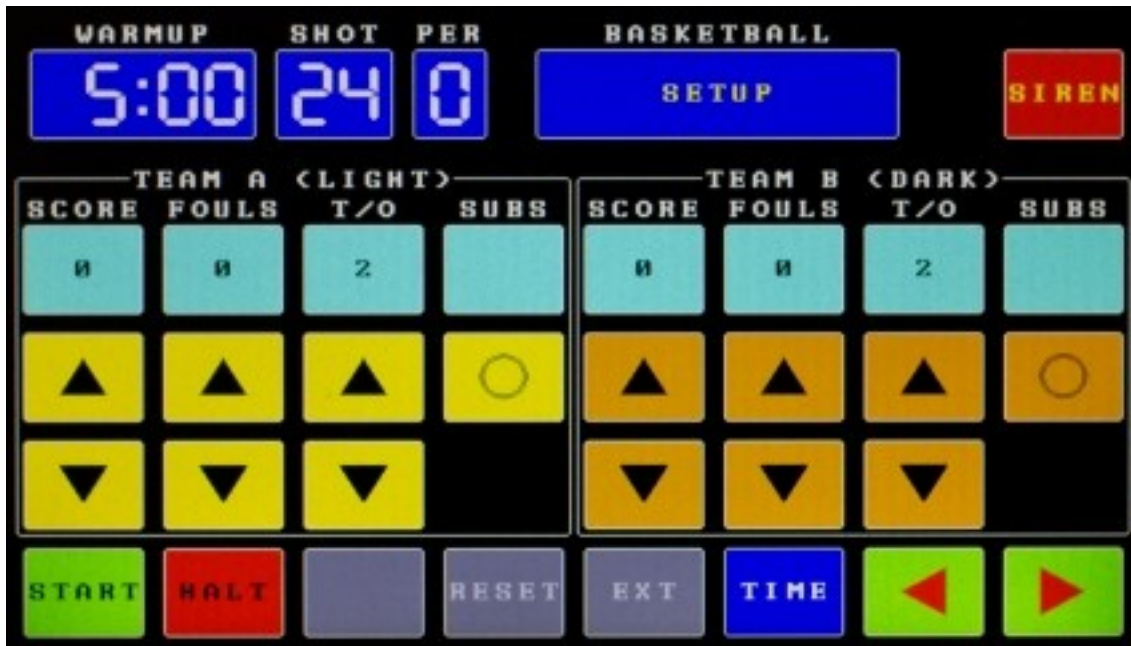 WARMUP SHOT PER BASKETBALL
5:00 24 0 SETUP SIREN
TEAM A (LIGHT) TEAM B (DARK)
SCORE FOULS T/O SUBS SCORE FOULS T/O SUBS
0 0 2 0 0 2
START HALT RESET EXT TIME